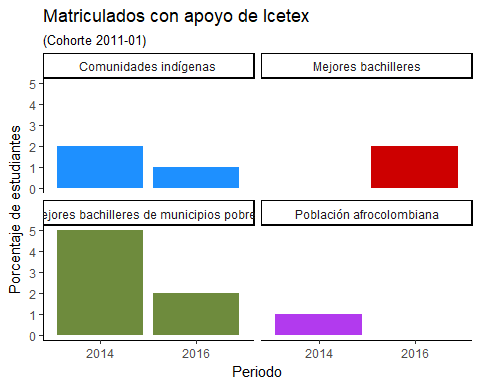 Matriculados con apoyo de Icetex
(Cohorte 2011-01)
Comunidades indígenas
Mejores bachilleres
5
4
3
2
1
0
ejores bachilleres de municipios pobre
Población afrocolombiana
5
4
3
2
1
0
Porcentaje de estudiantes
2014
2016
2014
2016
Periodo